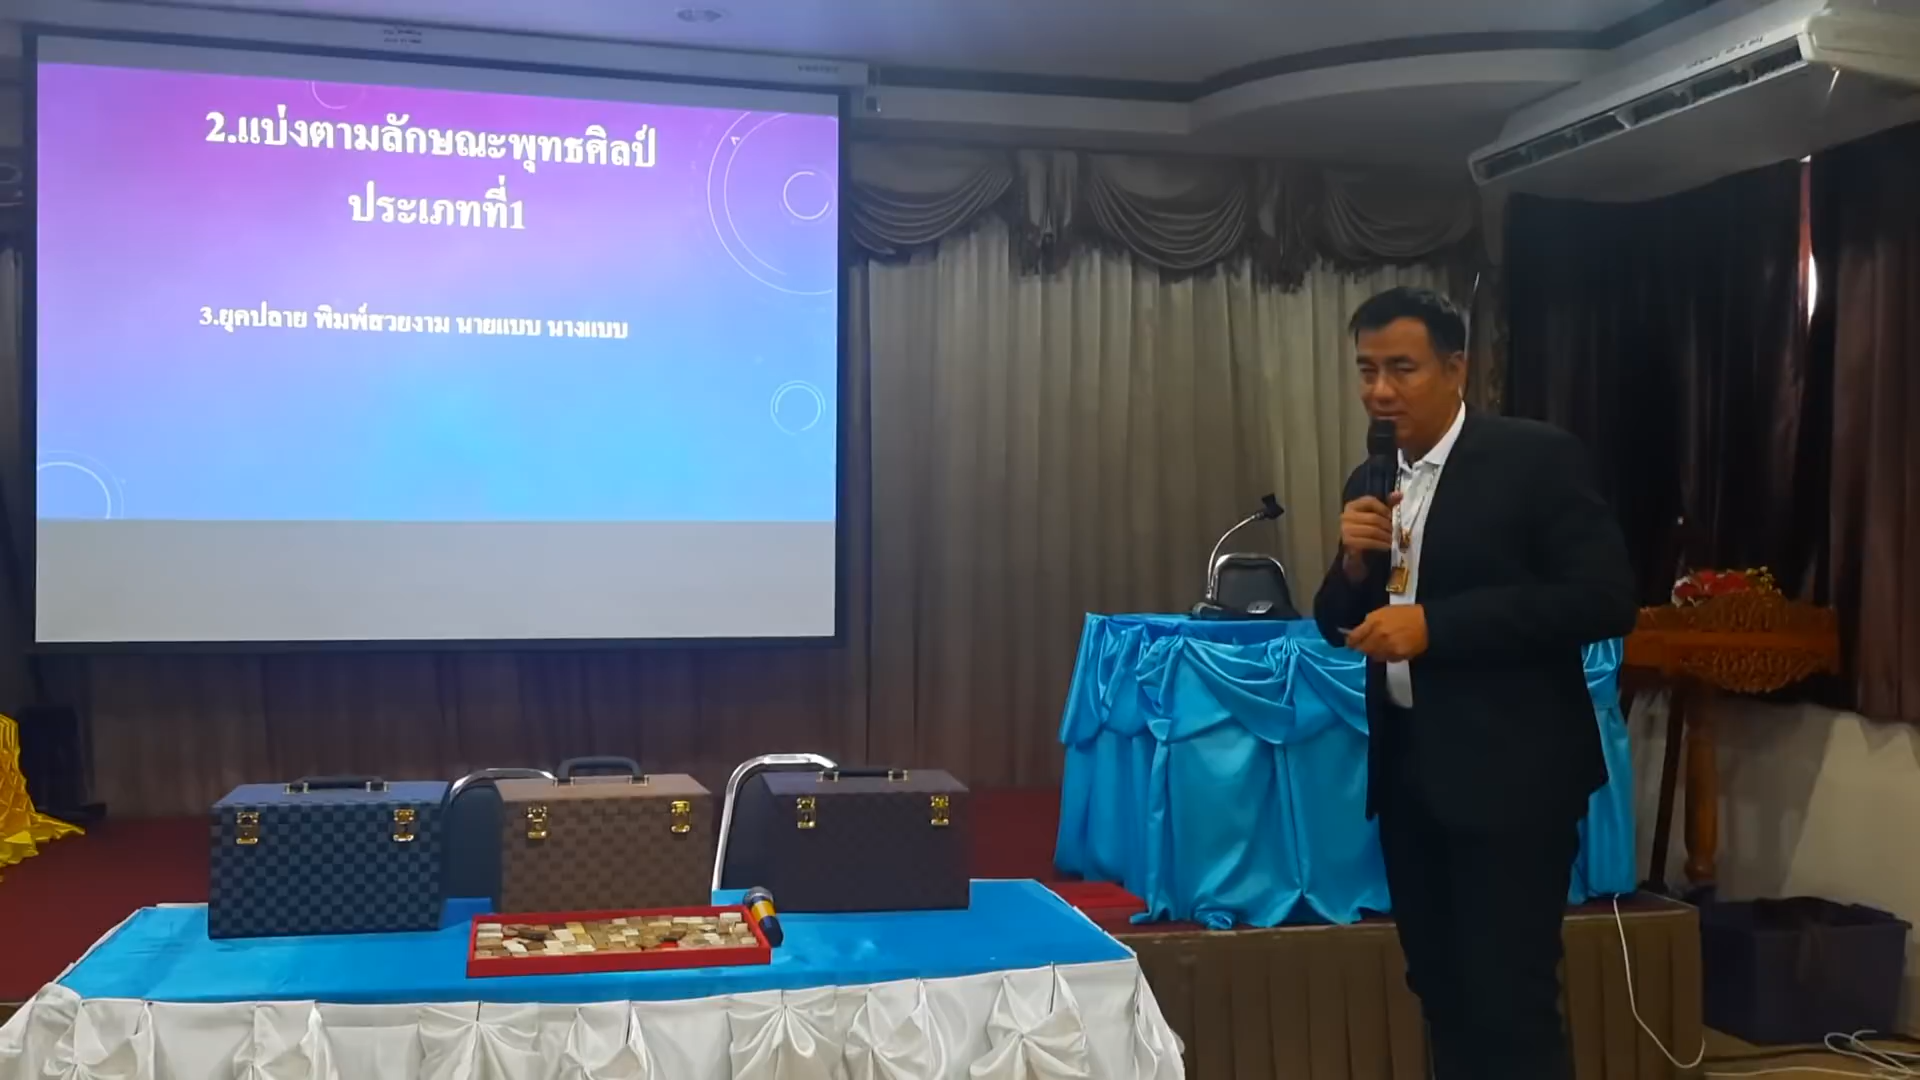 2.แบ่งตามลักษณะพุทธศิลป์
ประเภทที่1
3.ยุคปลาย พิมพ์สวยงาม นายแบบ นางแบบ